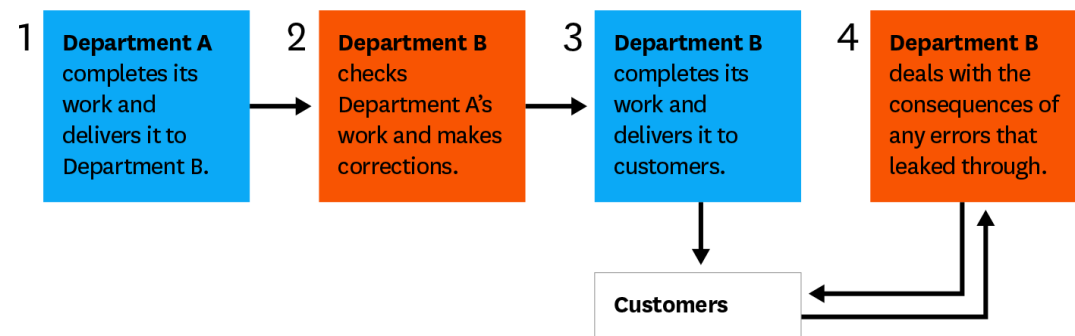 1
Department A
completes its
work and
delivers it to
Department B.
2
Department B
checks
Department A’s
work and makes
corrections.
3
Department B
completes its
work and
delivers it to
customers.
4
Department B
deals with the
consequences of
any errors that
leaked through.
Customers